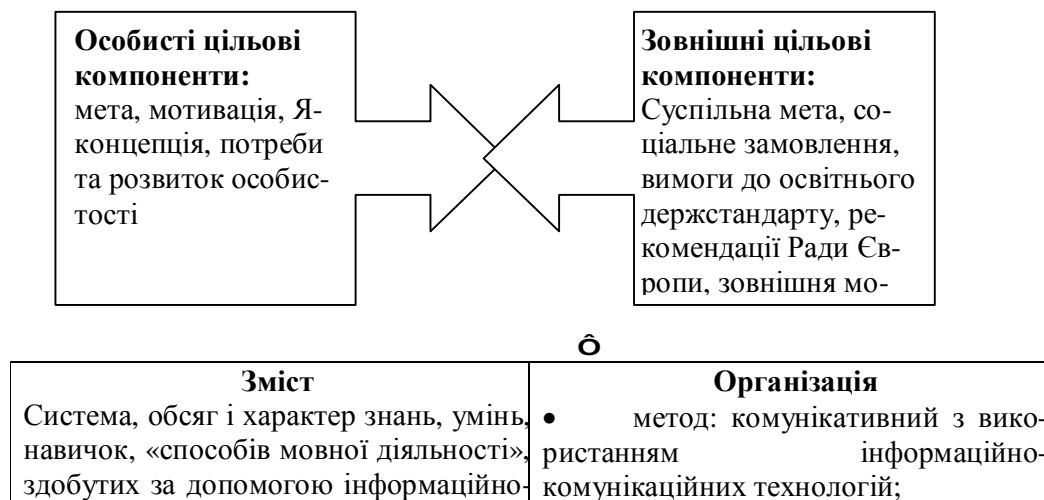 Особисті цільові
компоненти:
мета, мотивація, Я-
концепція, потреби
та розвиток особис-
тості
Зовнішні цільові
компоненти:
Суспільна мета, со-
ціальне замовлення,
вимоги до освітнього
держстандарту, ре-
комендації Ради Єв-
ропи, зовнішня мо-
Ô
Зміст
Система, обсяг і характер знань, умінь,
навичок, «способів мовної діяльності»,
здобутих за допомогою інформаційно-
Організація
• метод: комунікативний з вико-
ристанням інформаційно-
комунікаційних технологій;